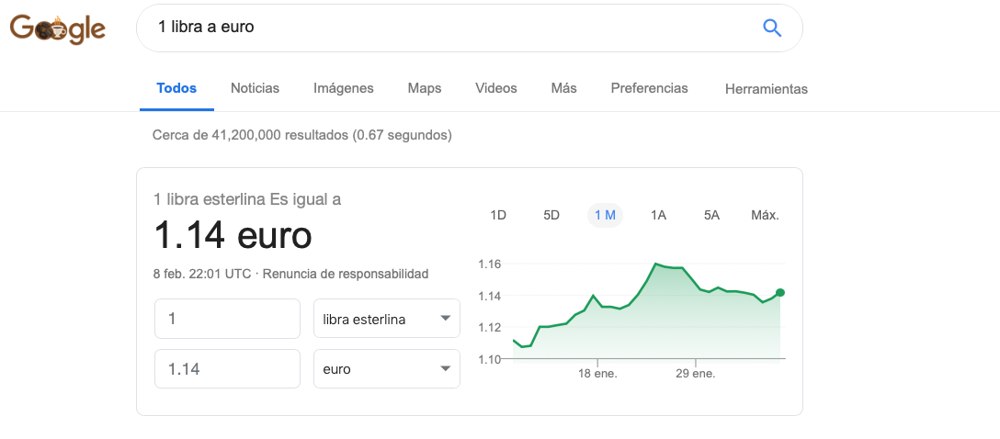 Google
1 libra a euro
Todos Noticias Imágenes Maps Videos Más Preferencias Herramientas
Cerca de 41,200,000 resultados (0.67 segundos)
1 libra esterlina Es igual a
1.14 euro
8 feb. 22:01 UTC · Renuncia de responsabilidad
1 libra esterlina
1.14 euro
1D 5D 1 M 1A 5A Máx.
1.16
1.14
1.12
1.10
18 ene. 29 ene.